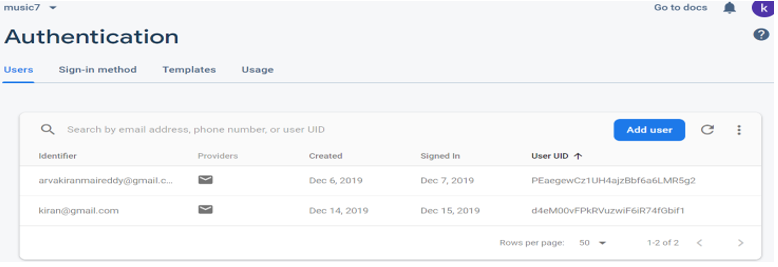 music7 Go to docs k
Authentication ?
Users Sign-in method Templates Usage
Search by email address, phone number, or user UID Add user
Identifier Providers Created Signed In User UID ↑
arvakiranmaireddy@gmail.c... Dec 6, 2019 Dec 7, 2019 PEaegewCz1UH4ajzBbf6a6LMR5g2
kiran@gmail.com Dec 14, 2019 Dec 15, 2019 d4eM00vFPkRVuzwiF6iR74fGbif1
Rows per page: 50 1-2 of 2